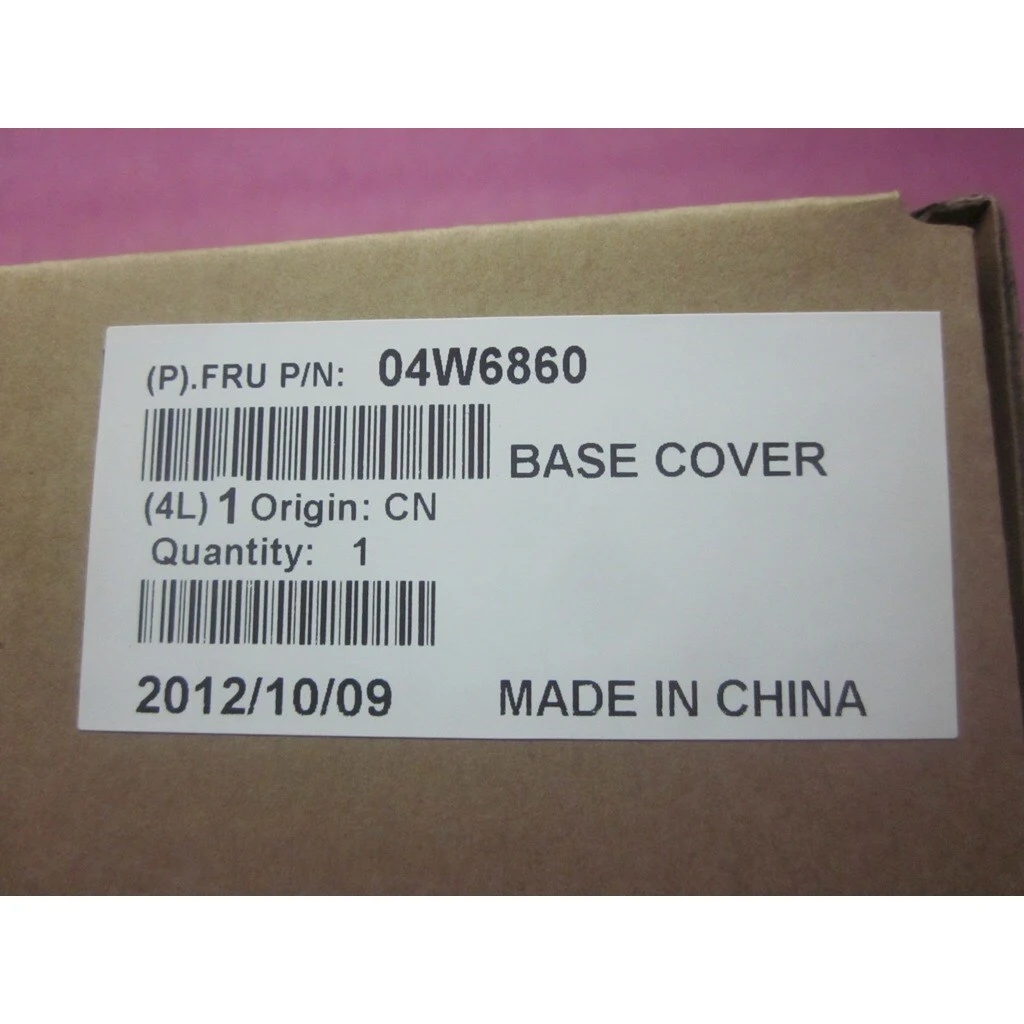 (P).FRU P/N: 04W6860
BASE COVER
(4L) 1 Origin: CN
Quantity: 1
2012/10/09 MADE IN CHINA